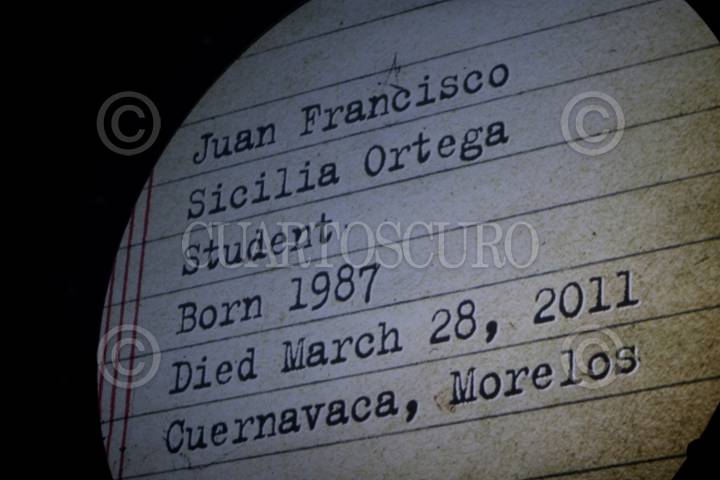 Juan Francisco
Sicilia Ortega
Student
Born 1987
Died March 28, 2011
Cuernavaca, Morelos
©
©
CUARTOSCURO
©
©